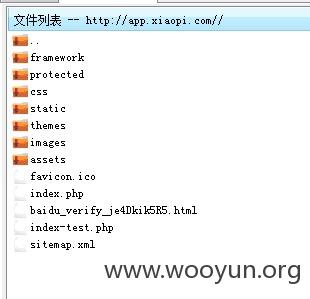 文件列表 -- http://app.xiaopi.com//
..
framework
protected
css
static
themes
images
assets
favicon.ico
index.php
baidu_verify_je4Dkik5R5.html
index-test.php
sitemap.xml
www.wooyun.org